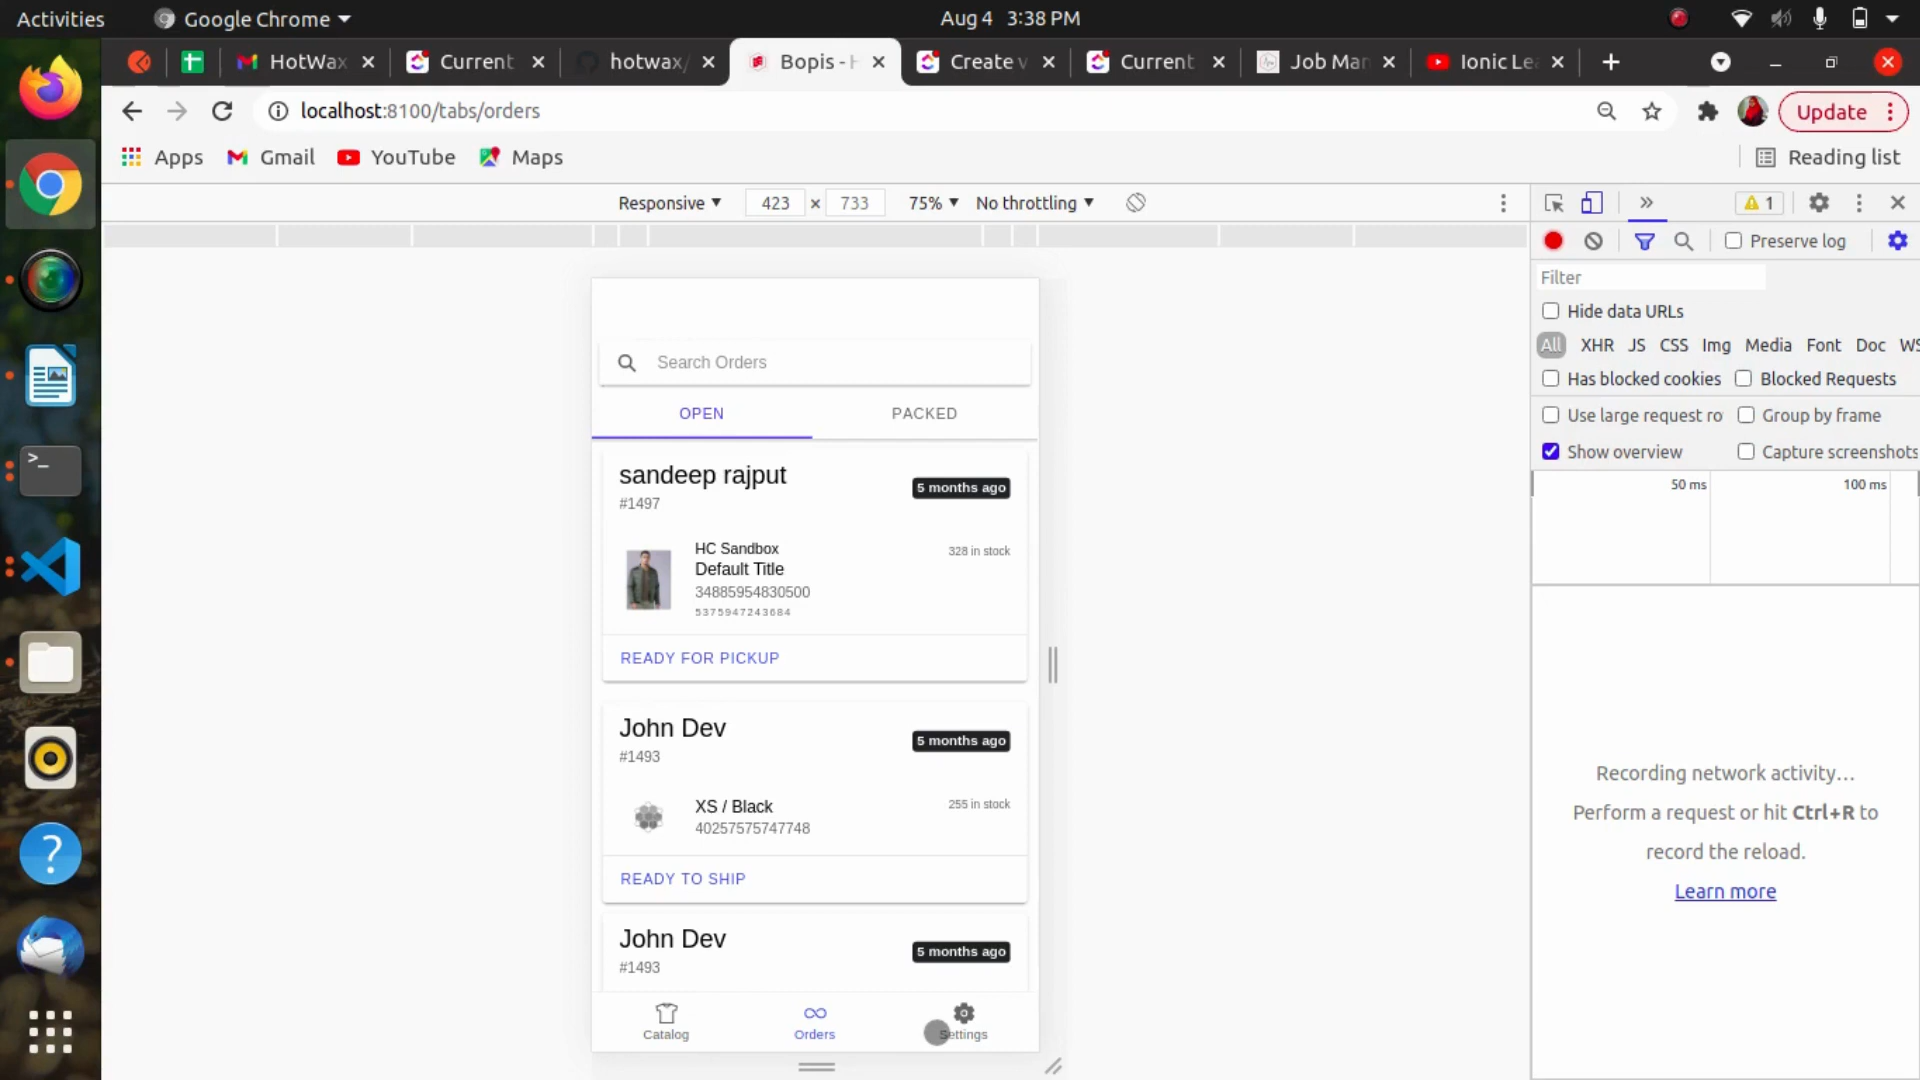 Activities Google Chrome Aug 4 3:38 PM
HotWax Current hotwax/ Bopis - H Create v Current Job Man Ionic Le
localhost:8100/tabs/orders Update
Apps Gmail YouTube Maps Reading list
Responsive 423 × 733 75% No throttling 1
Preserve log
Filter
Hide data URLs
All XHR JS CSS Img Media Font Doc WS
Has blocked cookies Blocked Requests
Use large request ro Group by frame
Show overview Capture screenshots
50 ms 100 ms
Recording network activity…
Perform a request or hit Ctrl+R to
record the reload.
Learn more
Search Orders
OPEN PACKED
sandeep rajput 5 months ago
#1497
HC Sandbox 328 in stock
Default Title
34885954830500
5375947243684
READY FOR PICKUP
John Dev 5 months ago
#1493
XS / Black 255 in stock
40257575747748
READY TO SHIP
John Dev 5 months ago
#1493
Catalog Orders Settings